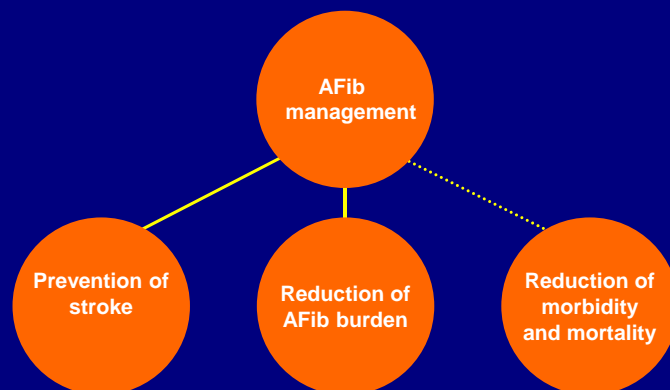 AFib
management
Prevention of
stroke
Reduction of
AFib burden
Reduction of
morbidity
and mortality